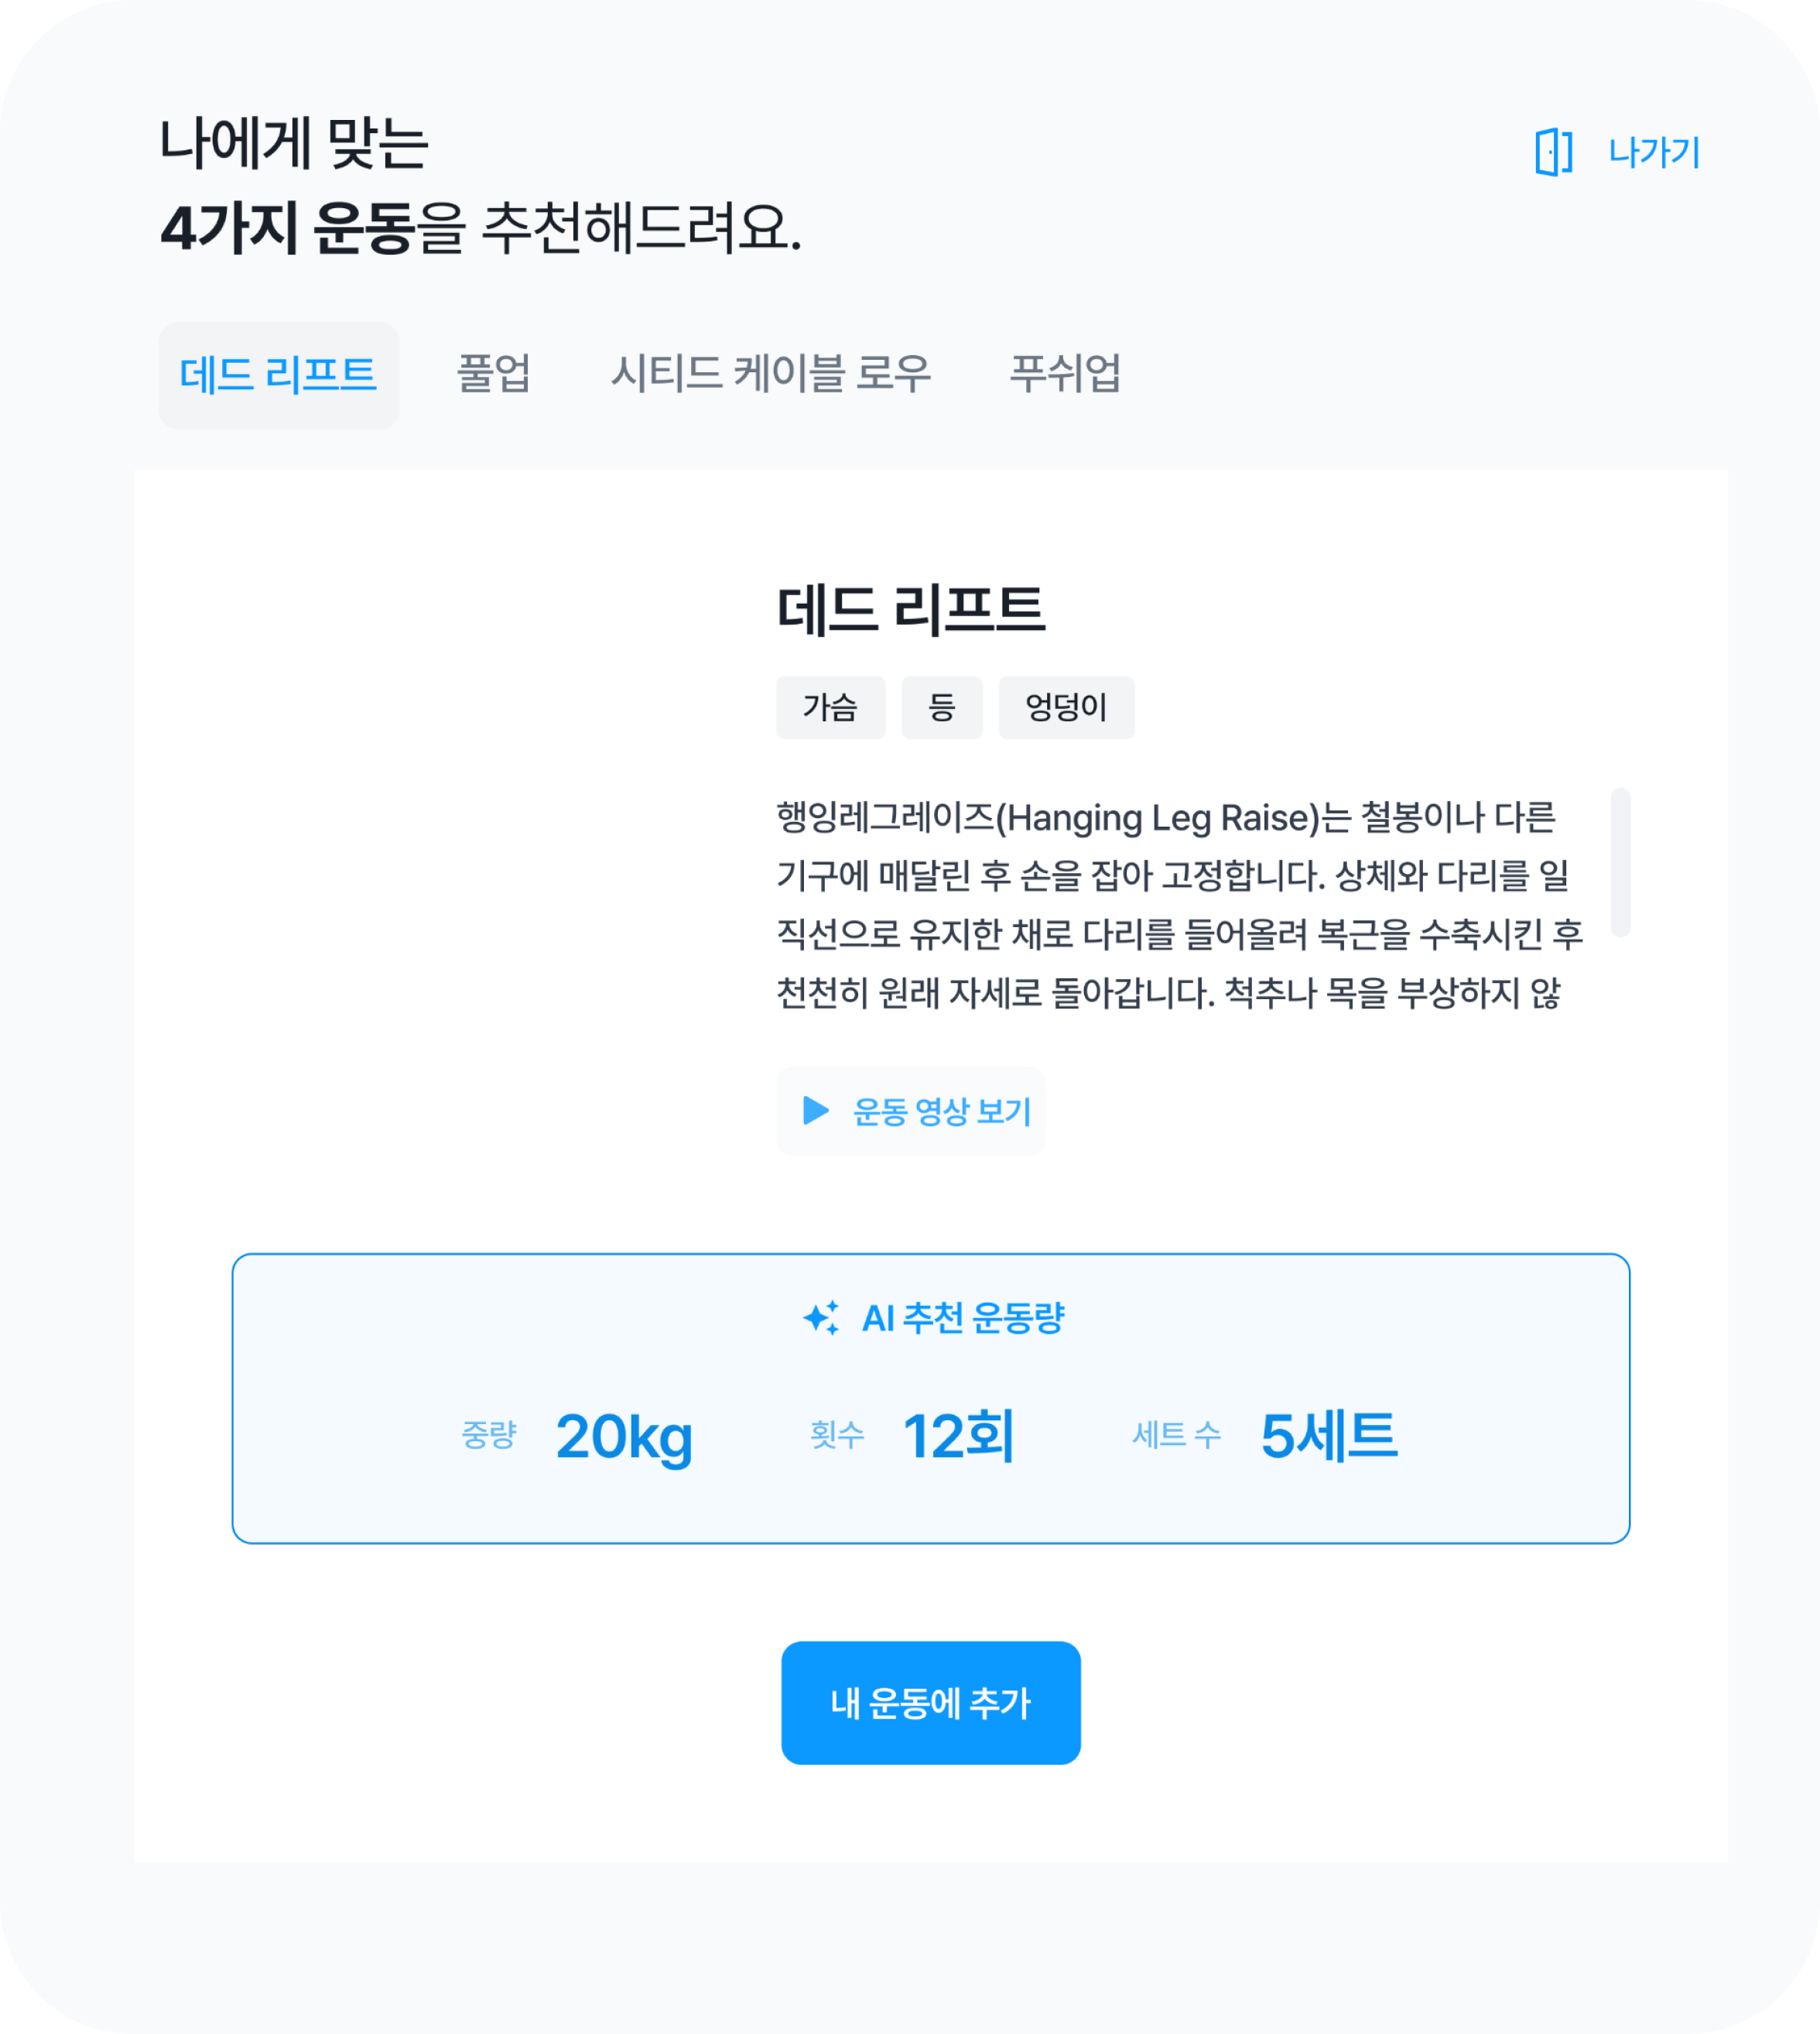 나에게 맞는
4가지 운동을 추천해드려요.
나가기
데드 리프트
풀업
시티드 케이블 로우
푸쉬업
데드 리프트
가슴
등
엉덩이
행잉레그레이즈(Hanging Leg Raise)는 철봉이나 다른
기구에 매달린 후 손을 잡아 고정합니다. 상체와 다리를 일
직선으로 유지한 채로 다리를 들어올려 복근을 수축시킨 후
천천히 원래 자세로 돌아갑니다. 척추나 목을 부상하지 않
운동 영상 보기
AI 추천 운동량
중량 20kg 횟수 12회 세트 수 5세트
내 운동에 추가